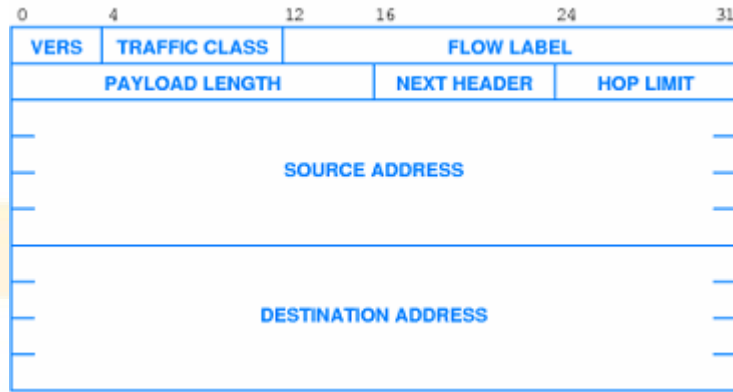 0 4 12 16 24 31
VERS TRAFFIC CLASS FLOW LABEL
PAYLOAD LENGTH NEXT HEADER HOP LIMIT
SOURCE ADDRESS
DESTINATION ADDRESS